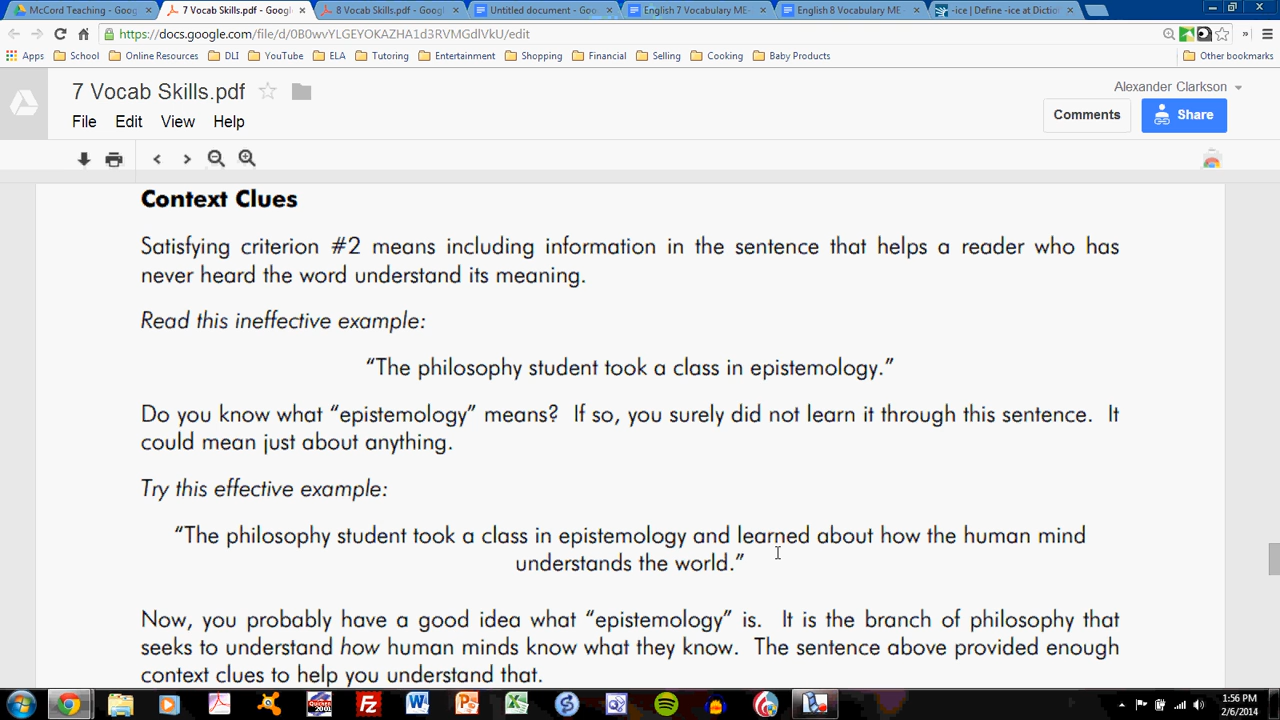 McCord Teaching - Goog
7 Vocab Skills.pdf - Googl
8 Vocab Skills.pdf - Googl
Untitled document - Goo
English 7 Vocabulary ME-
English 8 Vocabulary ME
-ice | Define -ice at Dictio
https://docs.google.com/file/d/0B0wvYLGEYOKAZHA1d3RVMGdlVkU/edit
Apps School Online Resources DLI YouTube ELA Tutoring Entertainment Shopping Financial Selling Cooking Baby Products » Other bookmarks
7 Vocab Skills.pdf
Alexander Clarkson
File Edit View Help
Comments Share
Context Clues
Satisfying criterion #2 means including information in the sentence that helps a reader who has
never heard the word understand its meaning.
Read this ineffective example:
“The philosophy student took a class in epistemology.”
Do you know what “epistemology” means? If so, you surely did not learn it through this sentence. It
could mean just about anything.
Try this effective example:
“The philosophy student took a class in epistemology and learned about how the human mind
understands the world.”
Now, you probably have a good idea what “epistemology” is. It is the branch of philosophy that
seeks to understand how human minds know what they know. The sentence above provided enough
context clues to help you understand that.
1:56 PM
2/6/2014